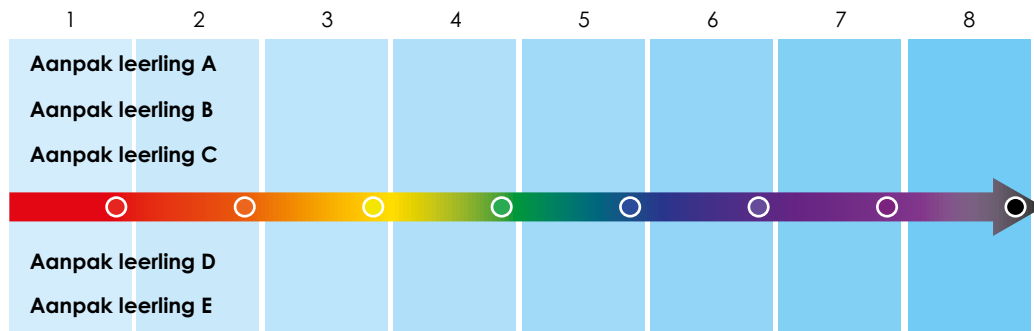 1 2 3 4 5 6 7 8
Aanpak leerling A
Aanpak leerling B
Aanpak leerling C
Aanpak leerling D
Aanpak leerling E